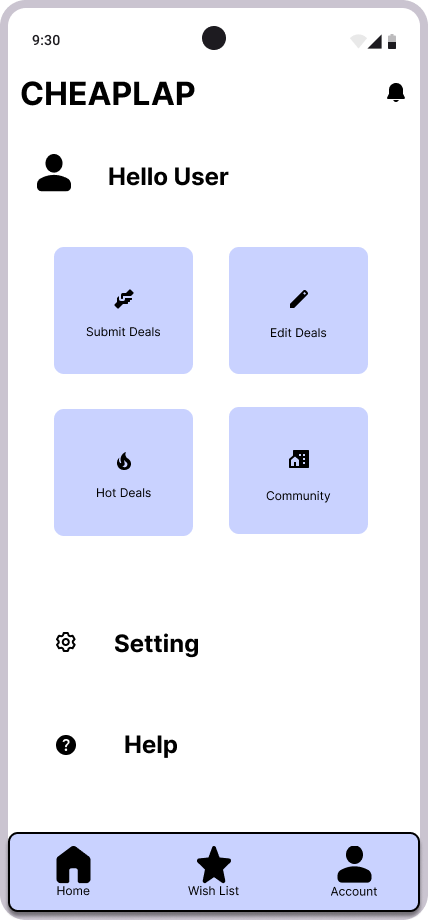 9:30
CHEAPLAP
Hello User
Submit Deals
Edit Deals
Hot Deals
Community
Setting
Help
Home
Wish List
Account